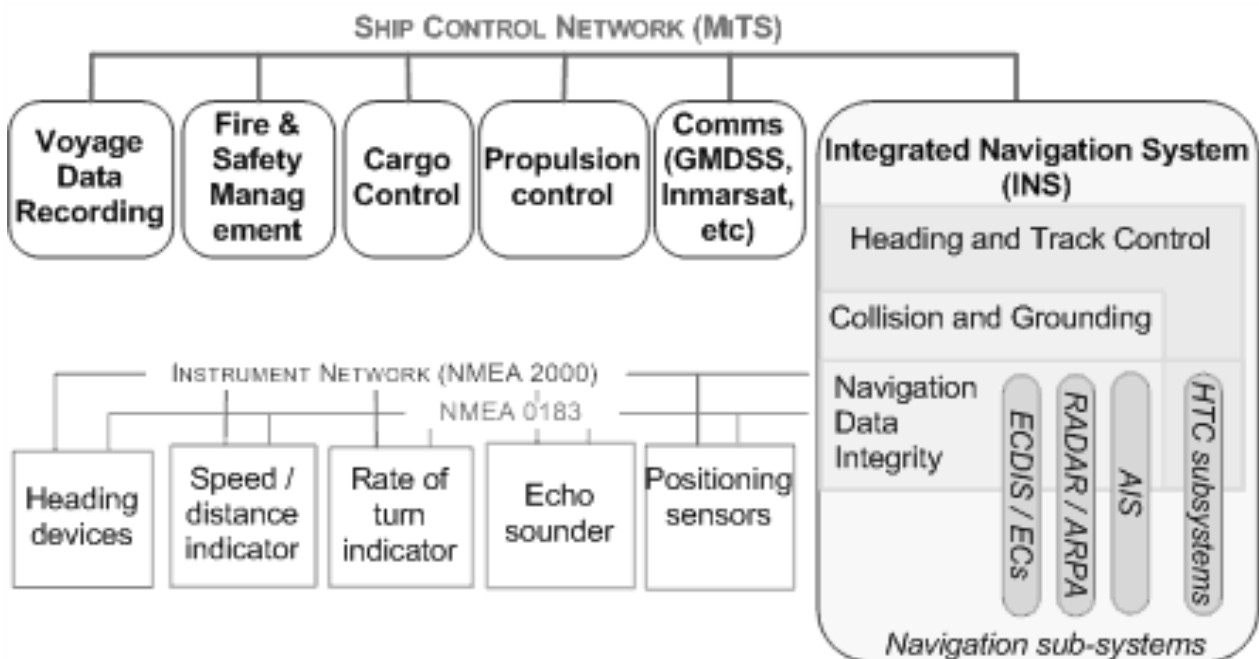 SHIP CONTROL NETWORK (MITS)
Voyage
Data
Recording
Fire &
Safety
Manag
ement
Cargo
Control
Propulsion
control
Comms
(GMDSS,
Inmarsat,
etc)
Integrated Navigation System
(INS)
Heading and Track Control
Collision and Grounding
Navigation
Data
Integrity
ECDIS / ECs
RADAR / ARPA
AIS
HTC subsystems
Navigation sub-systems
INSTRUMENT NETWORK (NMEA 2000)
NMEA 0183
Heading
devices
Speed /
distance
indicator
Rate of
turn
indicator
Echo
sounder
Positioning
sensors